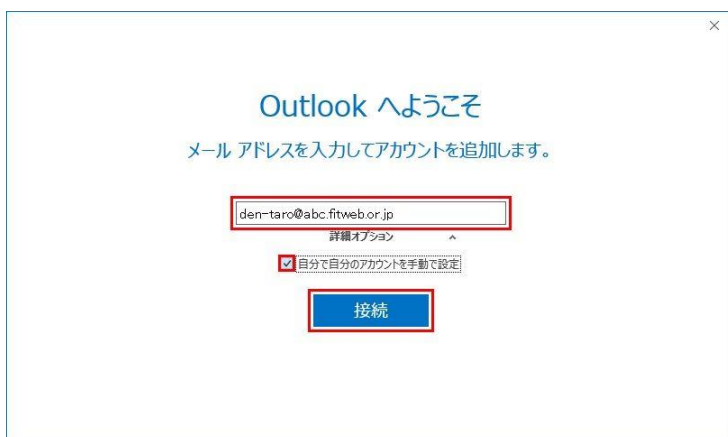 Outlook へようこそ
メール アドレスを入力してアカウントを追加します。
den-taro@abc.fitweb.or.jp
詳細オプション
自分で自分のアカウントを手動で設定
接続